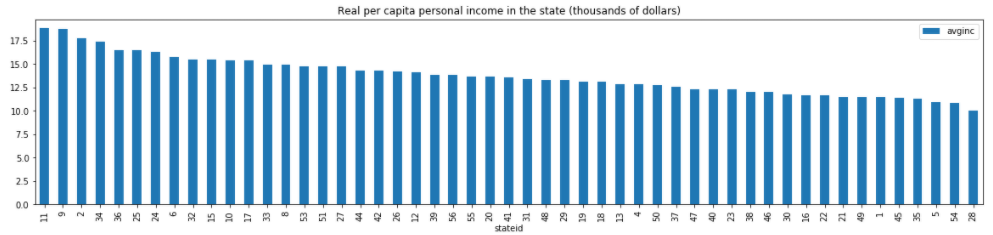 Real per capita personal income in the state (thousands of dollars)
avginc
17.5
15.0
12.5
10.0
7.5
5.0
2.5
0.0
11 9 2 34 36 25 24 6 32 15 10 17 33 8 53 51 27 44 42 26 12 39 56 55 20 41 31 48 29 19 18 13 4 50 37 47 40 23 38 46 30 16 22 21 49 1 45 35 5 54 28
stateid